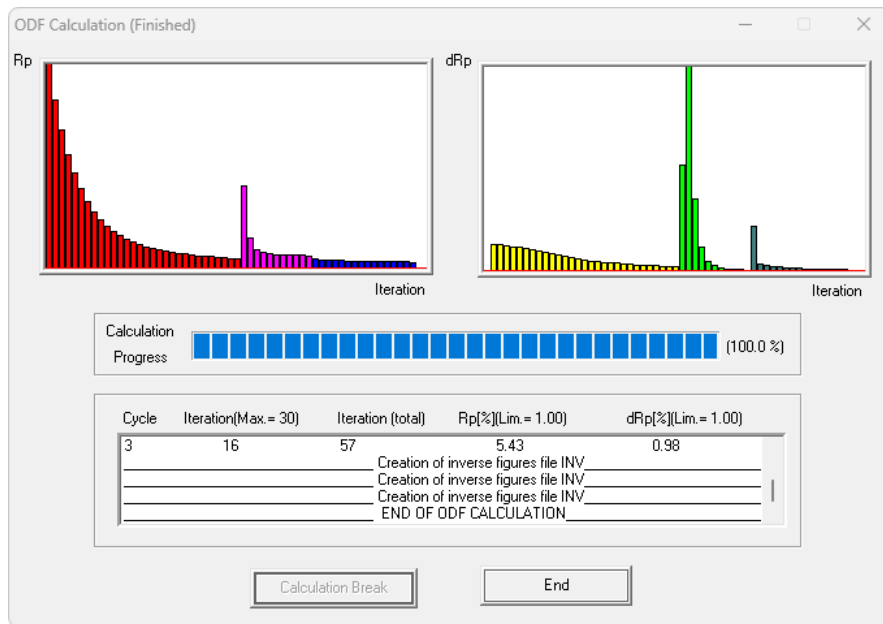 ODF Calculation (Finished)
Rp
dRp
Iteration
Iteration
Calculation
Progress
(100.0 %)
Cycle Iteration(Max.= 30) Iteration (total) Rp[%](Lim.= 1.00) dRp[%](Lim.= 1.00)
3 16 57 5.43 0.98
Creation of inverse figures file INV
Creation of inverse figures file INV
Creation of inverse figures file INV
END OF ODF CALCULATION
Calculation Break
End